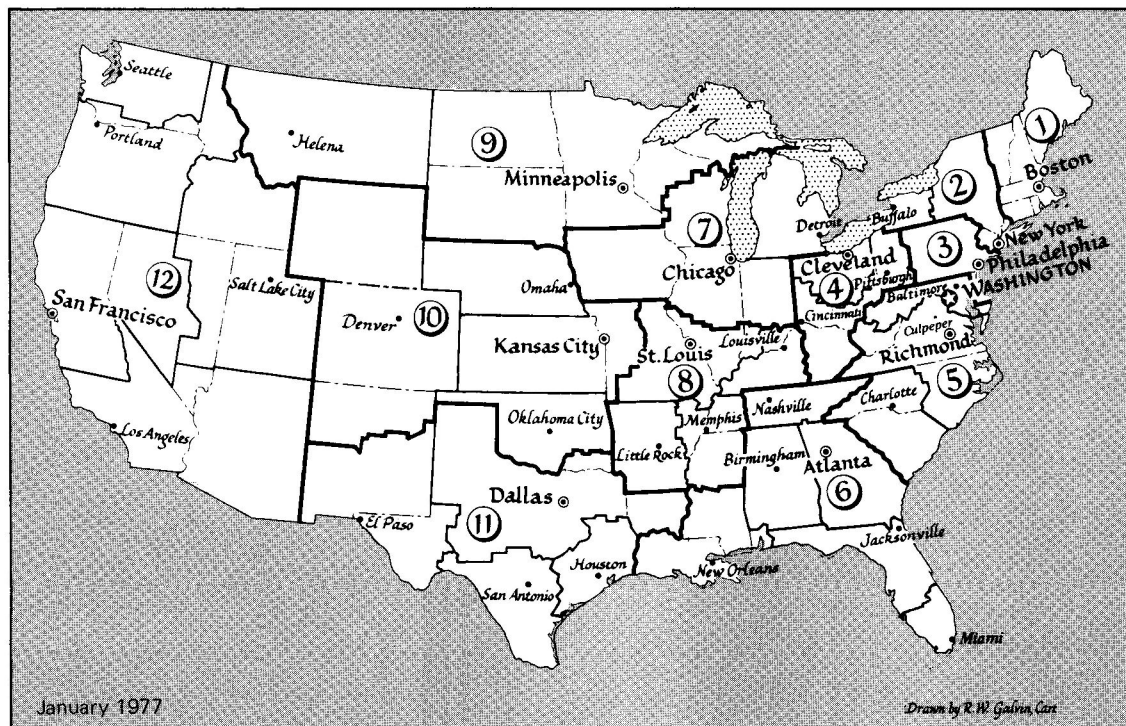 Seattle
Portland
Helena
9
Minneapolis
1
Boston
2
Buffalo
Detroit
7
Chicago
3
New York
Philadelphia
WASHINGTON
Cleveland
Pittsburgh
4
Baltimore
Cincinnati
12
San Francisco
Salt Lake City
Omaha
Denver
10
Kansas City
St. Louis
Louisville
Culpeper
Richmond
8
5
Los Angeles
Oklahoma City
Memphis
Nashville
Charlotte
Little Rock
Birmingham
Atlanta
6
Dallas
11
El Paso
Houston
San Antonio
New Orleans
Jacksonville
Miami
January 1977
Drawn by R.W. Galvin, Cart